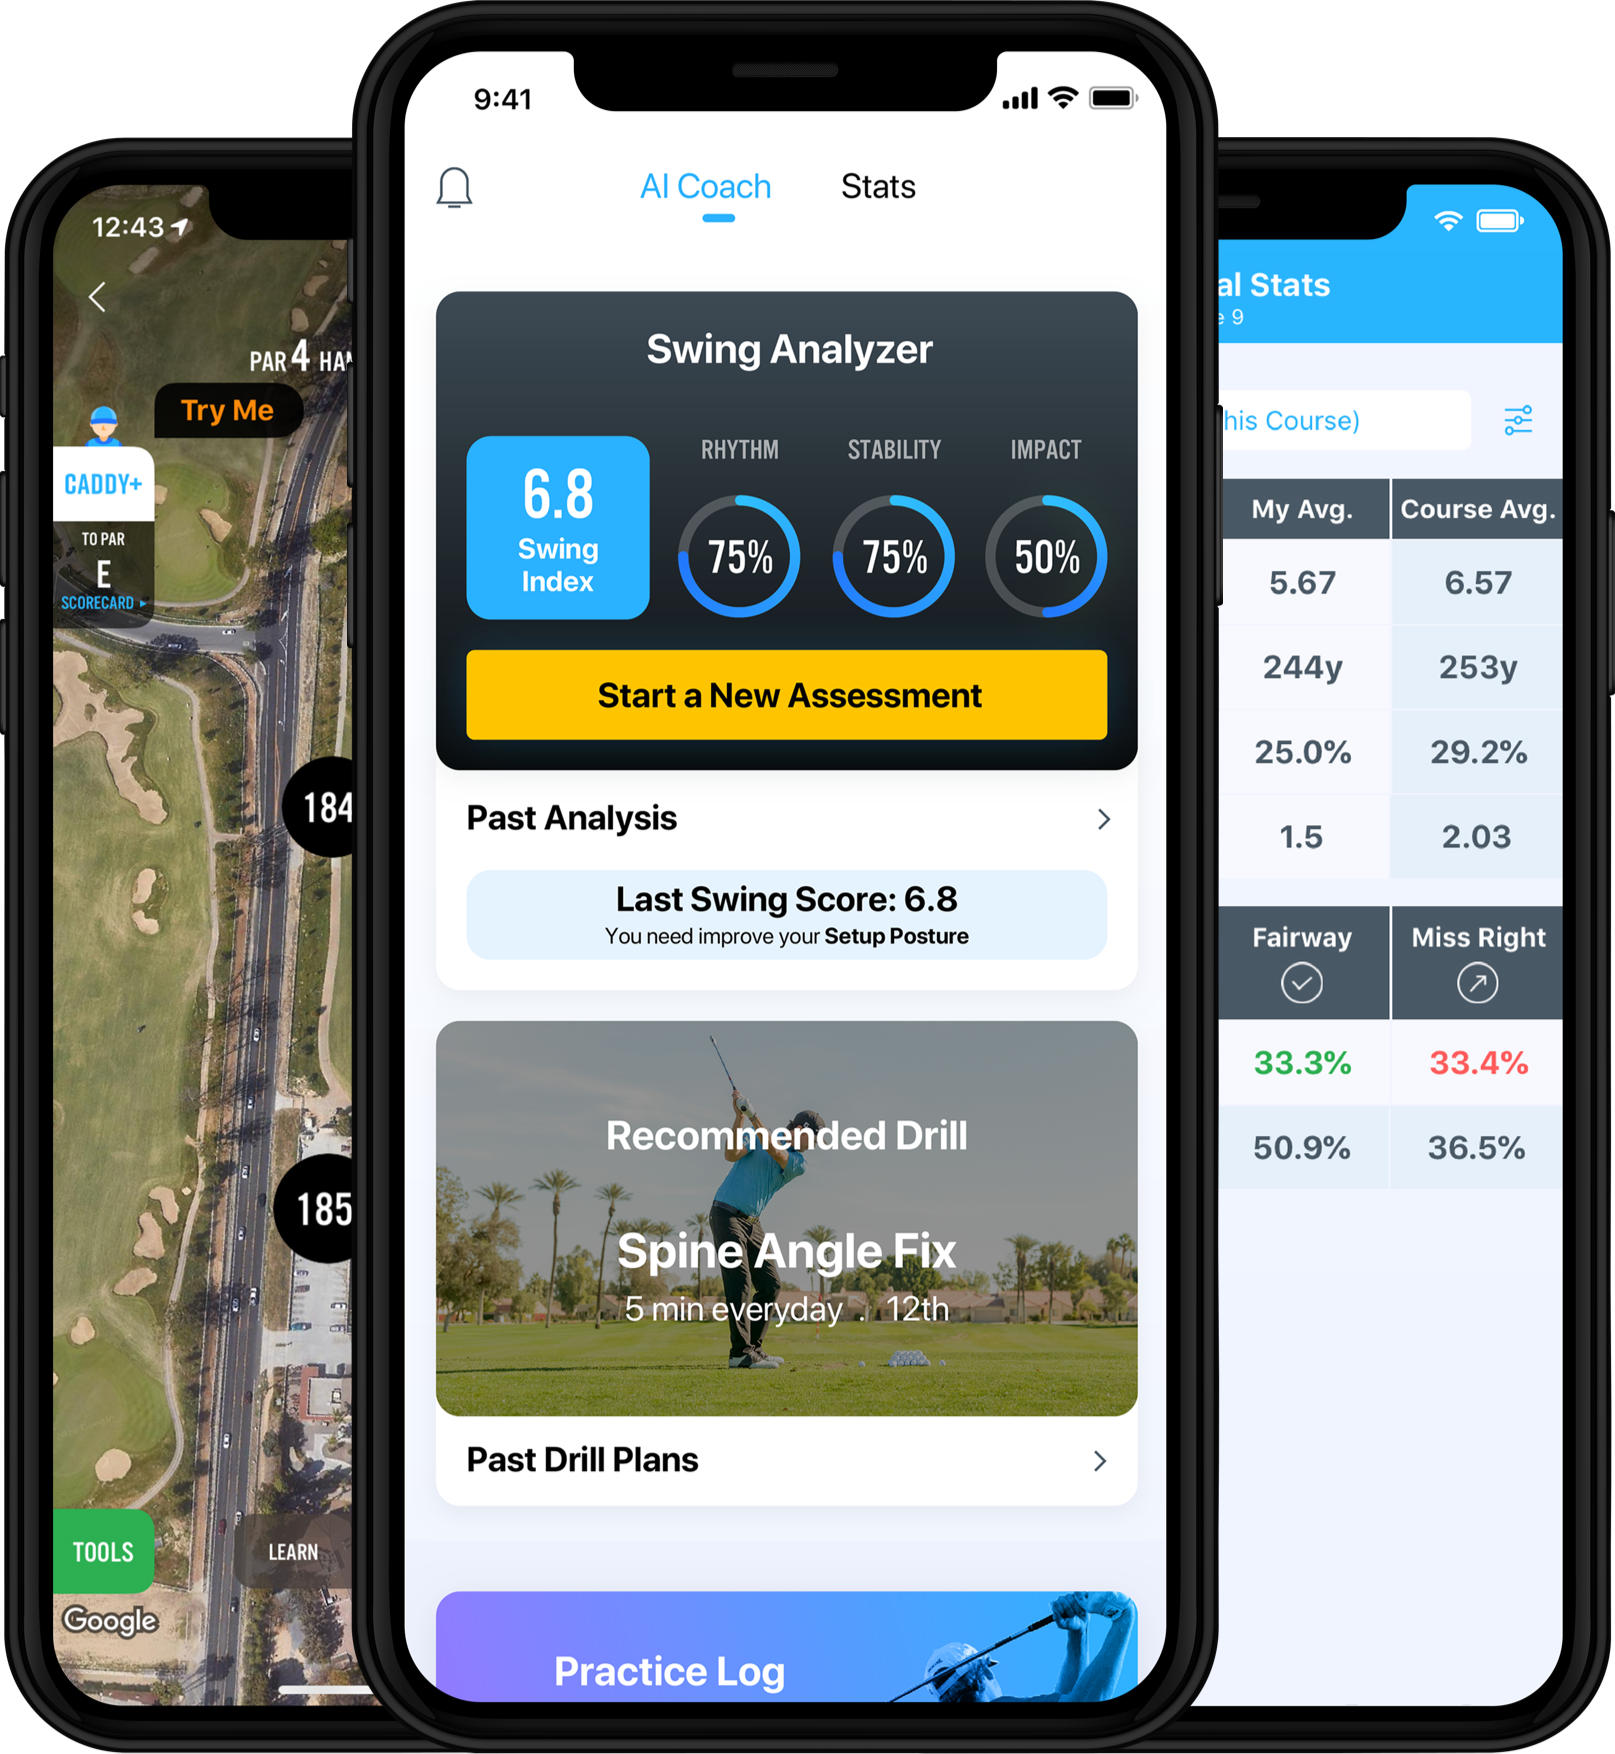 12:43
PAR 4
Try Me
CADDY+
TO PAR
E
SCORECARD
184
185
TOOLS
LEARN
Google
9:41
AI Coach
Stats
Swing Analyzer
6.8
Swing
Index
RHYTHM
STABILITY
IMPACT
75%
75%
50%
Start a New Assessment
Past Analysis
Last Swing Score: 6.8
You need improve your Setup Posture
Recommended Drill
Spine Angle Fix
5 min everyday . 12th
Past Drill Plans
Practice Log
al Stats
e 9
his Course)
My Avg.
Course Avg.
5.67
6.57
244y
253y
25.0%
29.2%
1.5
2.03
Fairway
Miss Right
33.3%
33.4%
50.9%
36.5%